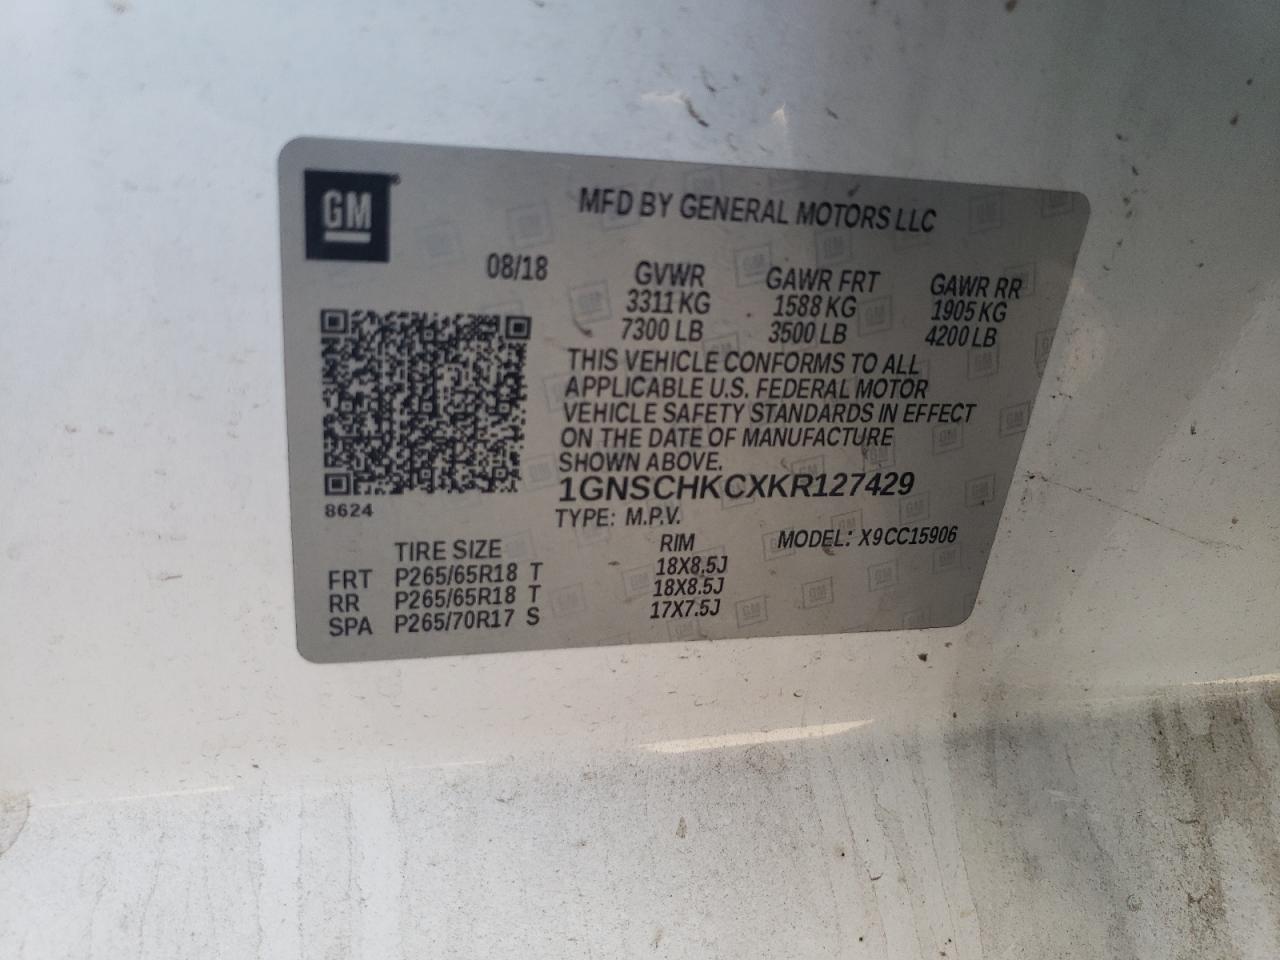 GM
MFD BY GENERAL MOTORS LLC
08/18
GVWR GAWR FRT GAWR RR
3311 KG 1588 KG 1905 KG
7300 LB 3500 LB 4200 LB
THIS VEHICLE CONFORMS TO ALL
APPLICABLE U.S. FEDERAL MOTOR
VEHICLE SAFETY STANDARDS IN EFFECT
ON THE DATE OF MANUFACTURE
SHOWN ABOVE.
1GNSCHKCXKR127429
8624
TYPE: M.P.V. MODEL: X9CC15906
TIRE SIZE RIM
FRT P265/65R18 T 18X8.5J
RR P265/65R18 T 18X8.5J
SPA P265/70R17 S 17X7.5J